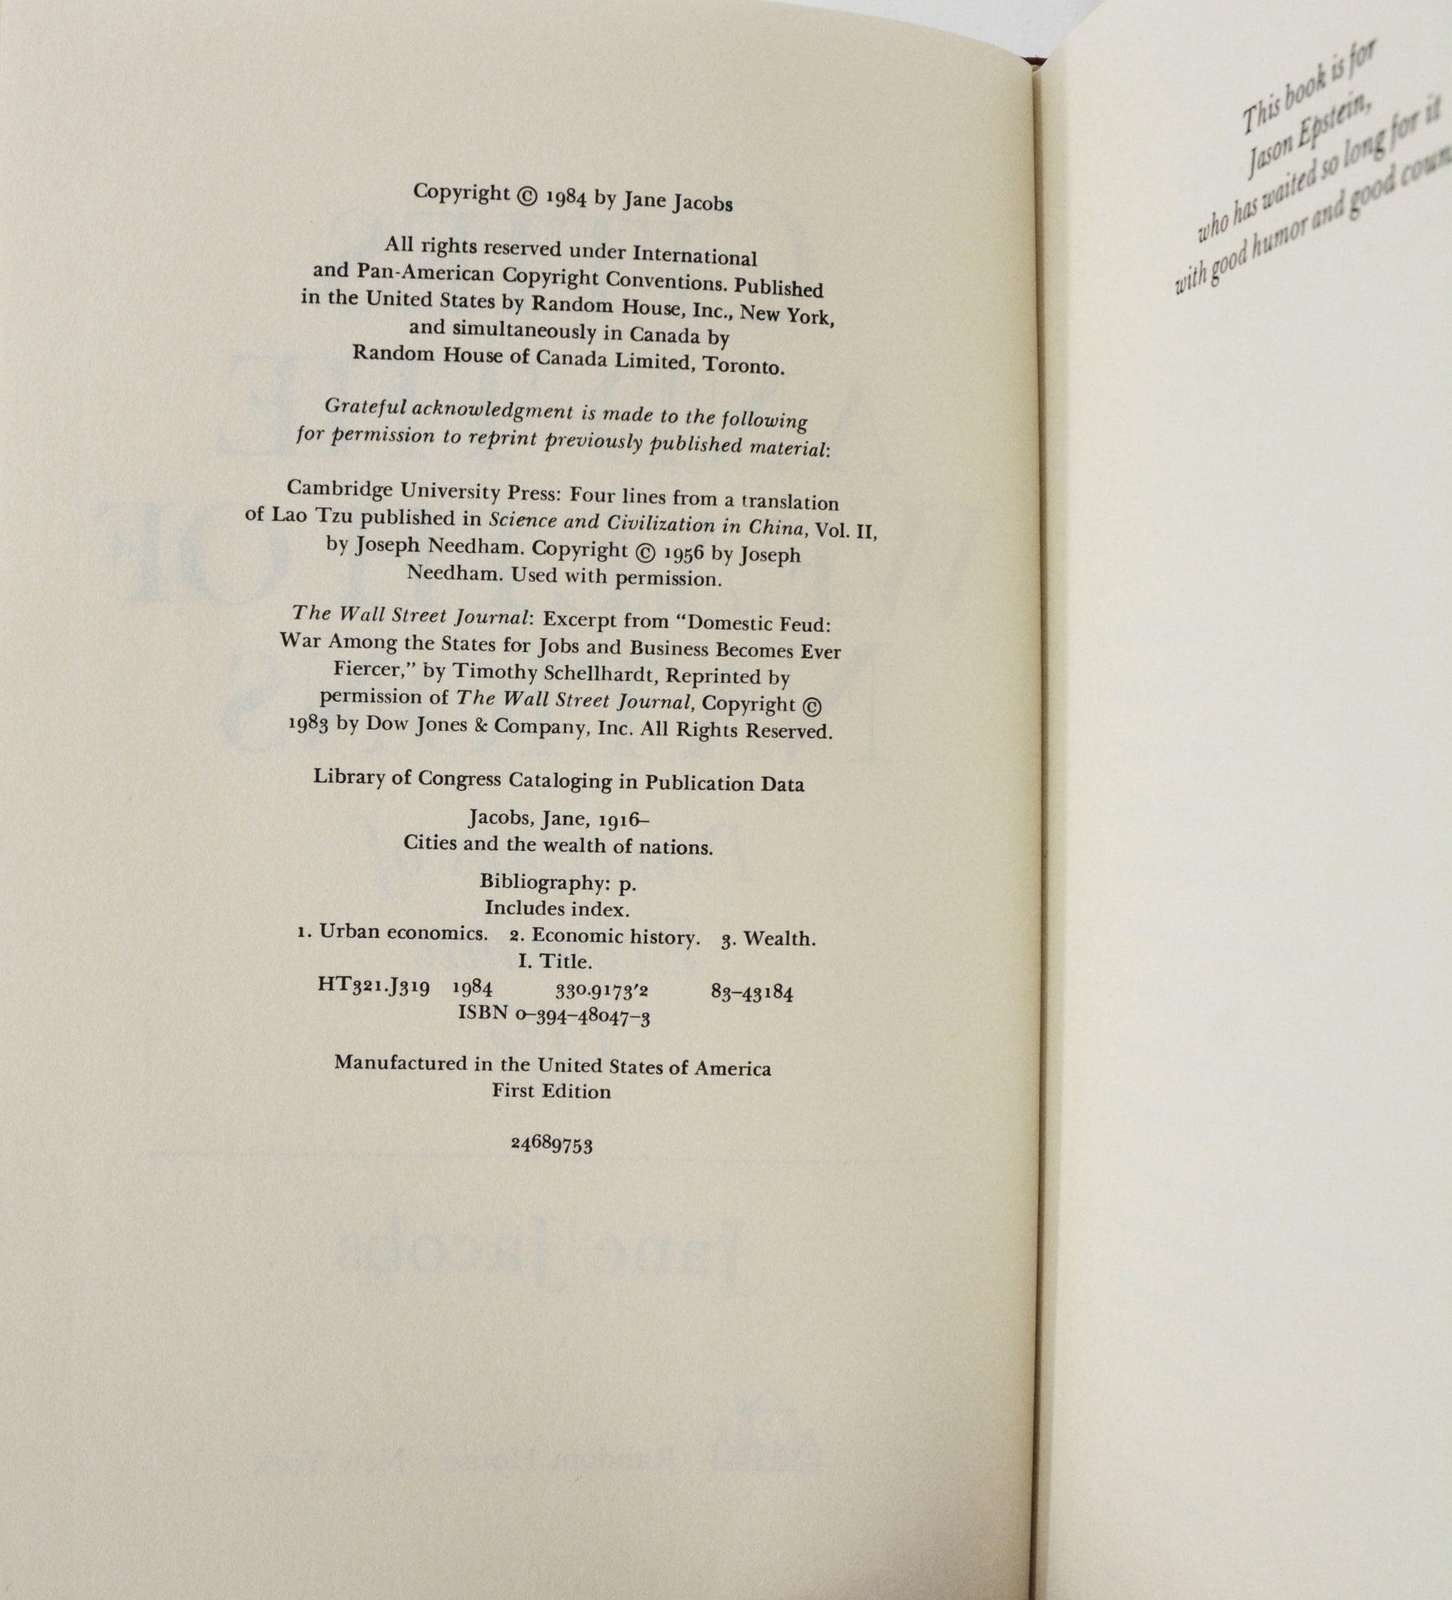 Copyright © 1984 by Jane Jacobs
All rights reserved under International
and Pan-American Copyright Conventions. Published
in the United States by Random House, Inc., New York,
and simultaneously in Canada by
Random House of Canada Limited, Toronto.
Grateful acknowledgment is made to the following
for permission to reprint previously published material:
Cambridge University Press: Four lines from a translation
of Lao Tzu published in Science and Civilization in China, Vol. II,
by Joseph Needham. Copyright © 1956 by Joseph
Needham. Used with permission.
The Wall Street Journal: Excerpt from “Domestic Feud:
War Among the States for Jobs and Business Becomes Ever
Fiercer,” by Timothy Schellhardt, Reprinted by
permission of The Wall Street Journal, Copyright ©
1983 by Dow Jones & Company, Inc. All Rights Reserved.
Library of Congress Cataloging in Publication Data
Jacobs, Jane, 1916–
Cities and the wealth of nations.
Bibliography: p.
Includes index.
1. Urban economics. 2. Economic history. 3. Wealth.
I. Title.
HT321.J319 1984 330.9173′2 83–43184
ISBN 0–394–48047–3
Manufactured in the United States of America
First Edition
24689753
This book is for
Jason Epstein,
who has waited so long for it
with good humor and good